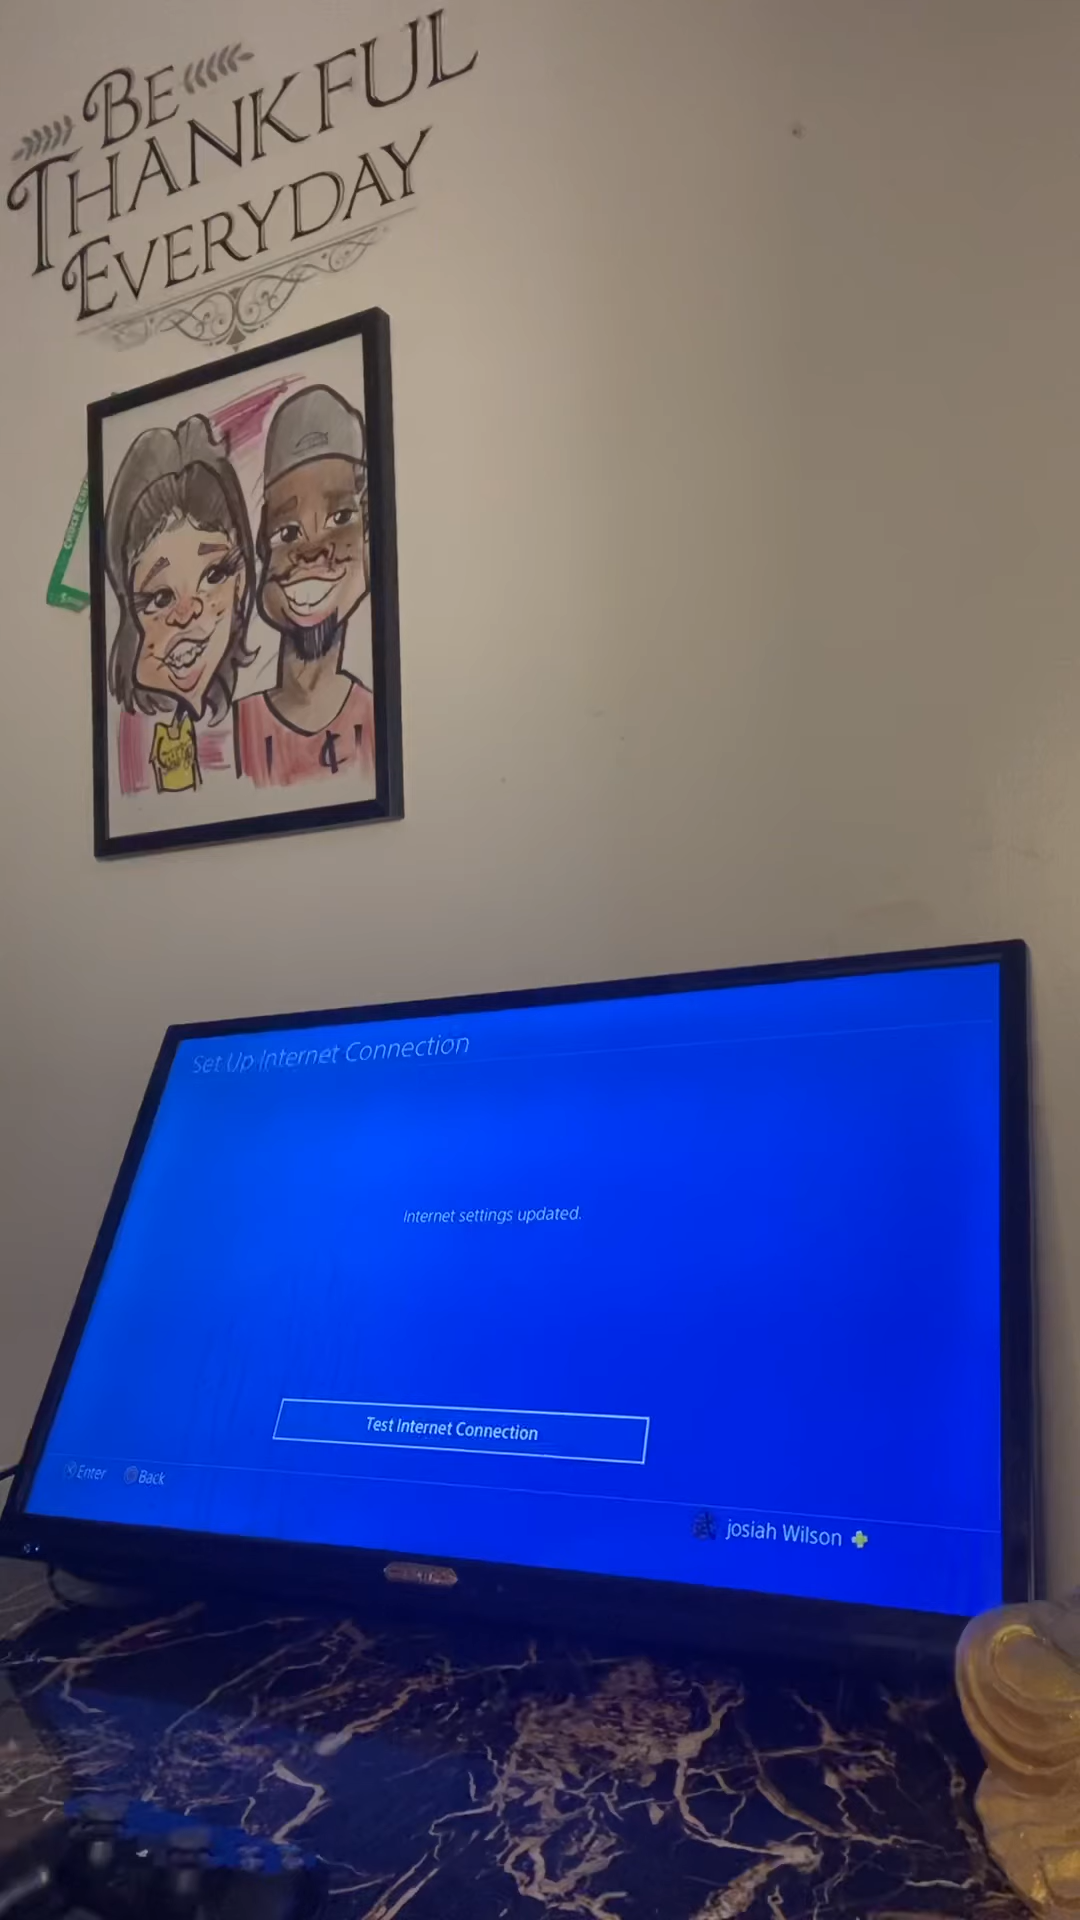 BE
THANKFUL
EVERYDAY
Set Up Internet Connection
Internet settings updated.
Test Internet Connection
Enter
Back
josiah Wilson